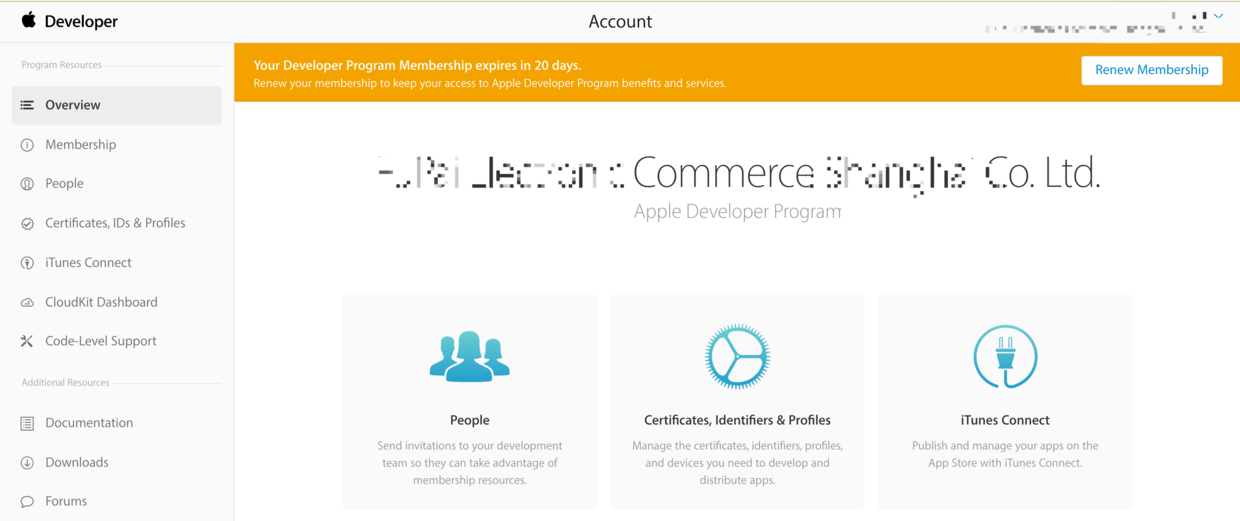 Developer
Account
Program Resources
Overview
Membership
People
Certificates, IDs & Profiles
iTunes Connect
CloudKit Dashboard
Code-Level Support
Additional Resources
Documentation
Downloads
Forums
Your Developer Program Membership expires in 20 days.
Renew your membership to keep your access to Apple Developer Program benefits and services.
Renew Membership
Commerce Co. Ltd.
Apple Developer Program
People
Send invitations to your development
team so they can take advantage of
membership resources.
Certificates, Identifiers & Profiles
Manage the certificates, identifiers, profiles,
and devices you need to develop and
distribute apps.
iTunes Connect
Publish and manage your apps on the
App Store with iTunes Connect.